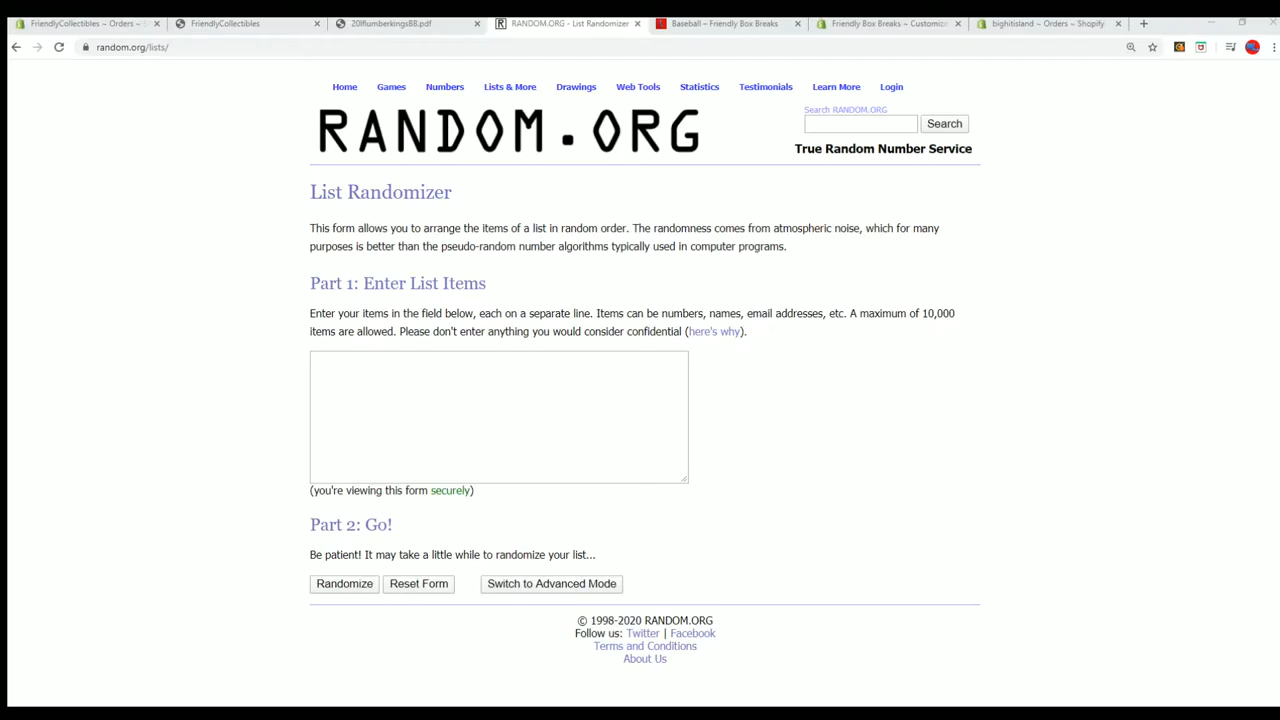 FriendlyCollectibles ~ Orders ~ S
FriendlyCollectibles
20lflumberkingsBB.pdf
RANDOM.ORG - List Randomizer
Baseball – Friendly Box Breaks
Friendly Box Breaks ~ Customiz
bighitisland ~ Orders ~ Shopify
random.org/lists/
Home Games Numbers Lists & More Drawings Web Tools Statistics Testimonials Learn More Login
RANDOM.ORG
Search RANDOM.ORG
Search
True Random Number Service
List Randomizer
This form allows you to arrange the items of a list in random order. The randomness comes from atmospheric noise, which for many
purposes is better than the pseudo-random number algorithms typically used in computer programs.
Part 1: Enter List Items
Enter your items in the field below, each on a separate line. Items can be numbers, names, email addresses, etc. A maximum of 10,000
items are allowed. Please don't enter anything you would consider confidential (here's why).
(you're viewing this form securely)
Part 2: Go!
Be patient! It may take a little while to randomize your list...
Randomize Reset Form Switch to Advanced Mode
© 1998-2020 RANDOM.ORG
Follow us: Twitter | Facebook
Terms and Conditions
About Us